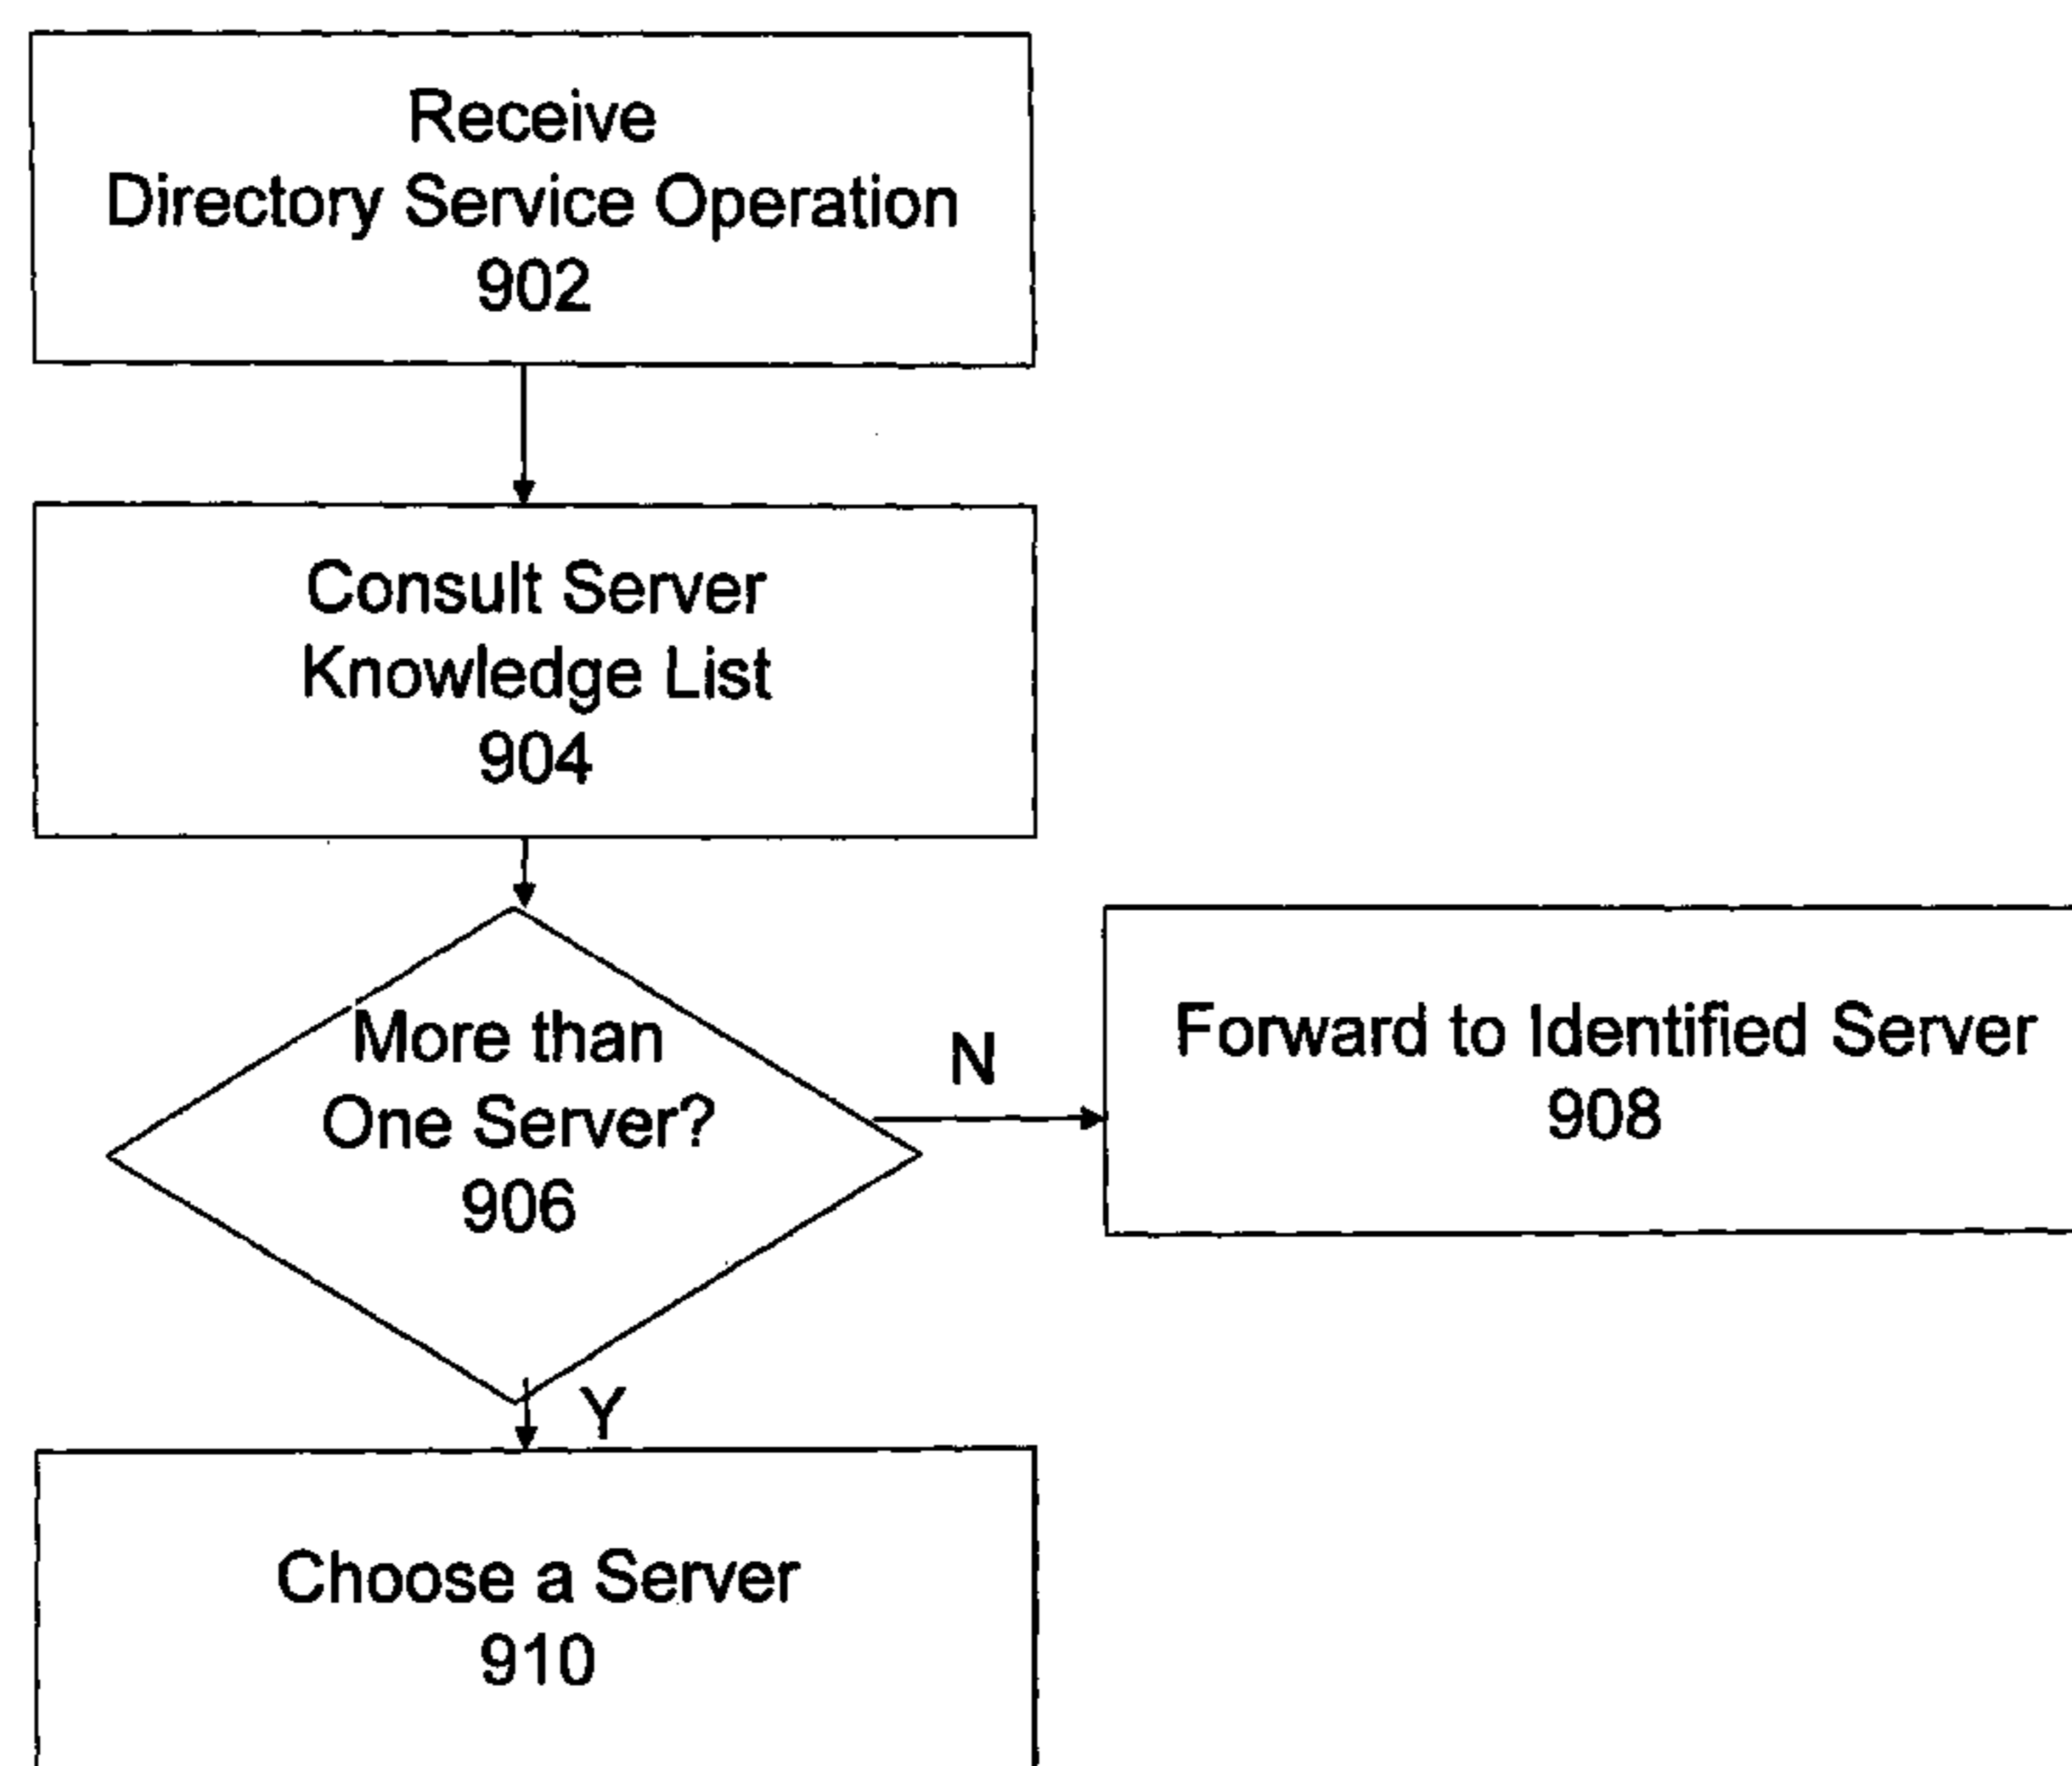 Receive
Directory Service Operation
902
Consult Server
Knowledge List
904
More than
One Server?
906
N
Forward to Identified Server
908
Y
Choose a Server
910